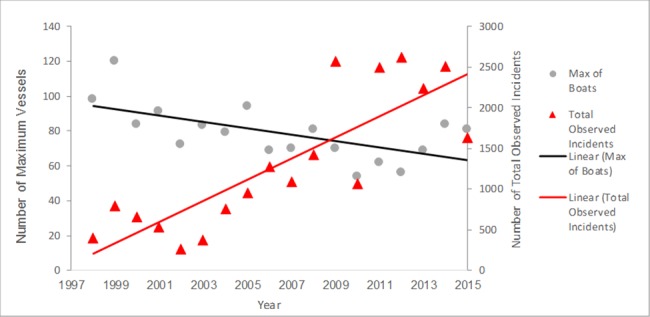 140
120
100
80
60
40
20
0
Number of Maximum Vessels
1997
1999
2001
2003
2005
2007
2009
2011
2013
2015
Year
3000
2500
2000
1500
1000
500
0
Number of Total Observed Incidents
Max of
Boats
Total
Observed
Incidents
Linear (Max
of Boats)
Linear (Total
Observed
Incidents)